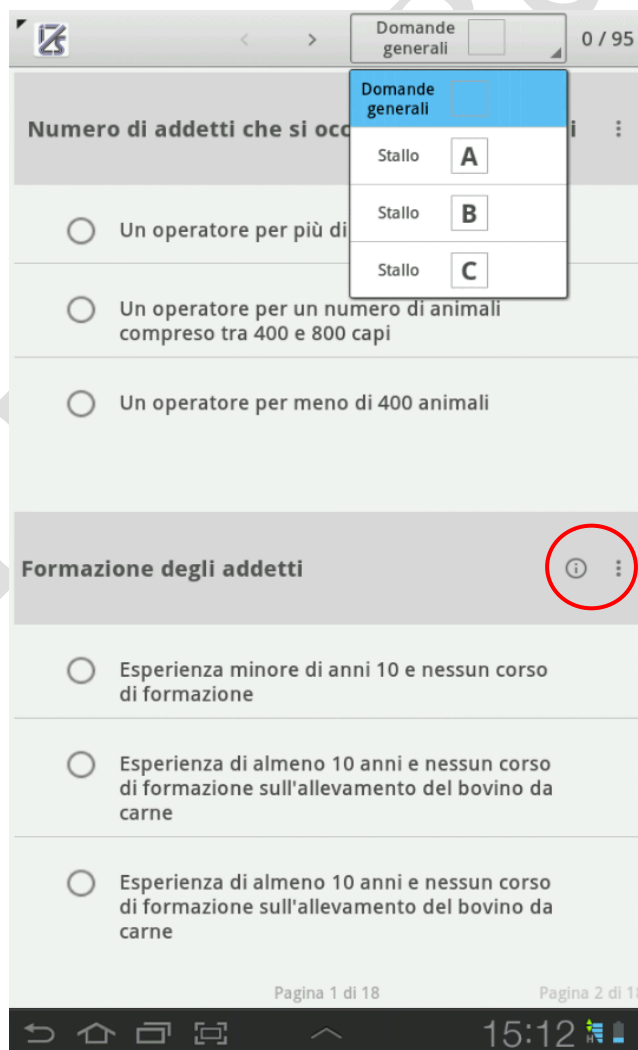 Domande
generali
0 / 95
Domande
generali
Stallo A
Stallo B
Stallo C
Numero di addetti che si occ
i
Un operatore per più di
Un operatore per un numero di animali
compreso tra 400 e 800 capi
Un operatore per meno di 400 animali
Formazione degli addetti
Esperienza minore di anni 10 e nessun corso
di formazione
Esperienza di almeno 10 anni e nessun corso
di formazione sull'allevamento del bovino da
carne
Esperienza di almeno 10 anni e nessun corso
di formazione sull'allevamento del bovino da
carne
Pagina 1 di 18
Pagina 2 di 18
15:12